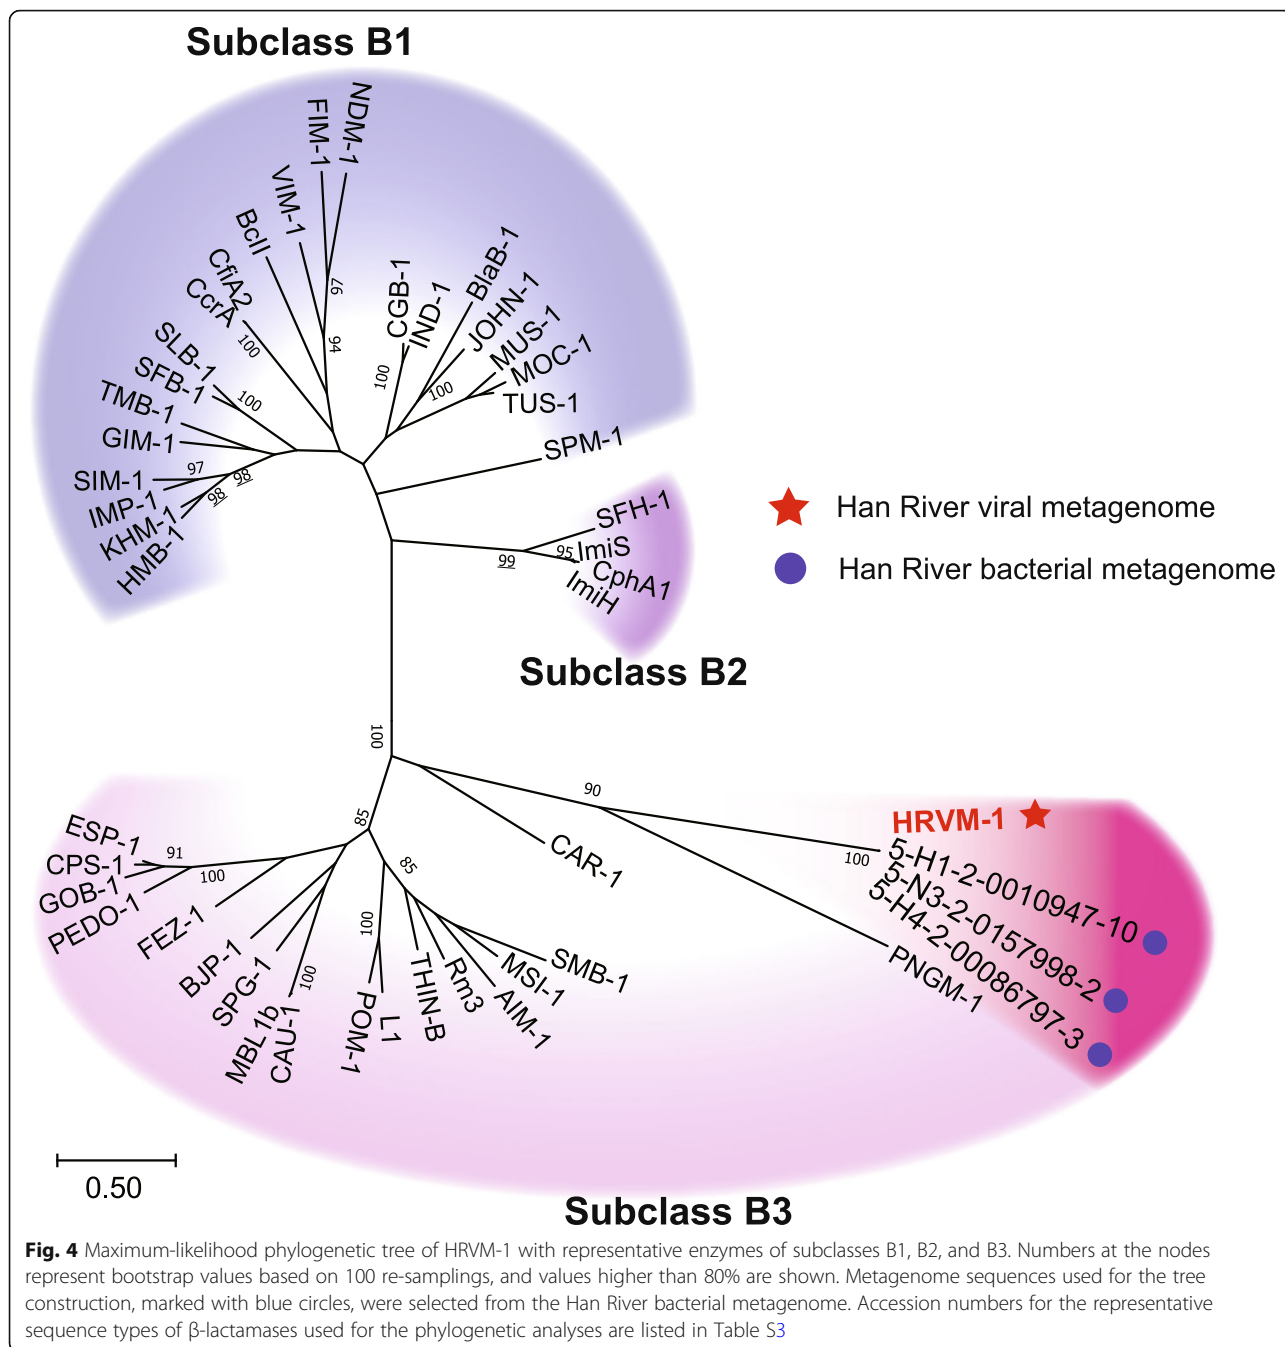 Subclass B1
NDM-1
FIM-1
VIM-1
BcII
CfiA2
CcrA
SLB-1
SFB-1
TMB-1
GIM-1
SIM-1
IMP-1
KHM-1
HMB-1
CGB-1
IND-1
BlaB-1
JOHN-1
MUS-1
MOC-1
TUS-1
SPM-1
97
94
100
100
100
100
97
98
98
SFH-1
ImiS
CphA1
ImiH
95
99
Subclass B2
Han River viral metagenome
Han River bacterial metagenome
100
90
85
85
91
100
100
100
100
HRVM-1
5-H1-2-0010947-10
5-N3-2-0157998-2
5-H4-2-00086797-3
PNGM-1
CAR-1
ESP-1
CPS-1
GOB-1
PEDO-1
FEZ-1
BJP-1
SPG-1
MBL1b
CAU-1
POM-1
L1
THIN-B
Rm3
AIM-1
MSI-1
SMB-1
0.50
Subclass B3
Fig. 4 Maximum-likelihood phylogenetic tree of HRVM-1 with representative enzymes of subclasses B1, B2, and B3. Numbers at the nodes
represent bootstrap values based on 100 re-samplings, and values higher than 80% are shown. Metagenome sequences used for the tree
construction, marked with blue circles, were selected from the Han River bacterial metagenome. Accession numbers for the representative
sequence types of β-lactamases used for the phylogenetic analyses are listed in Table S3